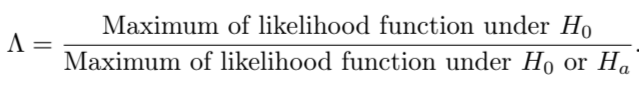 Λ = Maximum of likelihood function under H₀ / Maximum of likelihood function under H₀ or Hₐ.